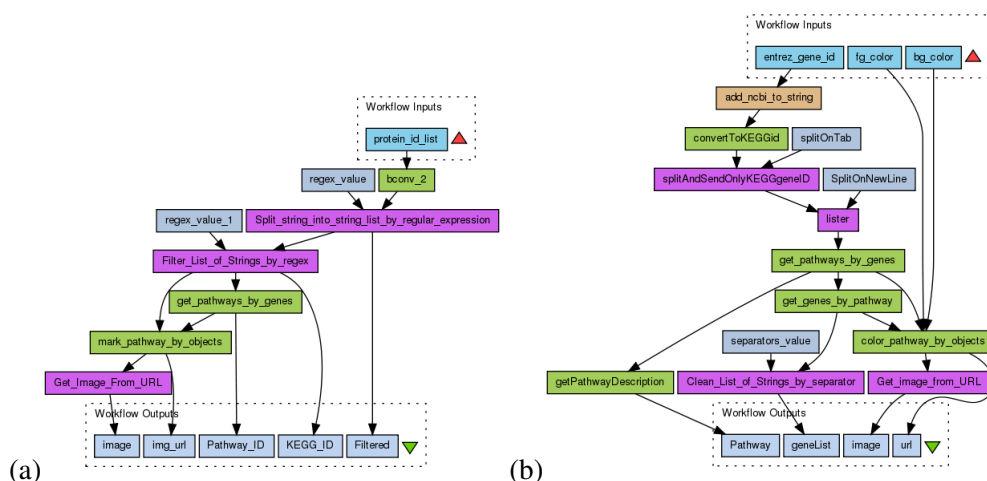 Workflow Inputs
protein_id_list
regex_value
bconv_2
regex_value_1
Split_string_into_string_list_by_regular_expression
Filter_List_of_Strings_by_regex
get_pathways_by_genes
mark_pathway_by_objects
Get_Image_From_URL
Workflow Outputs
image
img_url
Pathway_ID
KEGG_ID
Filtered
(a)
Workflow Inputs
entrez_gene_id
fg_color
bg_color
add_ncbi_to_string
convertToKEGGid
splitOnTab
splitAndSendOnlyKEGGgeneID
SplitOnNewLine
lister
get_pathways_by_genes
get_genes_by_pathway
separators_value
color_pathway_by_objects
getPathwayDescription
Clean_List_of_Strings_by_separator
Get_image_from_URL
Workflow Outputs
Pathway
geneList
image
url
(b)